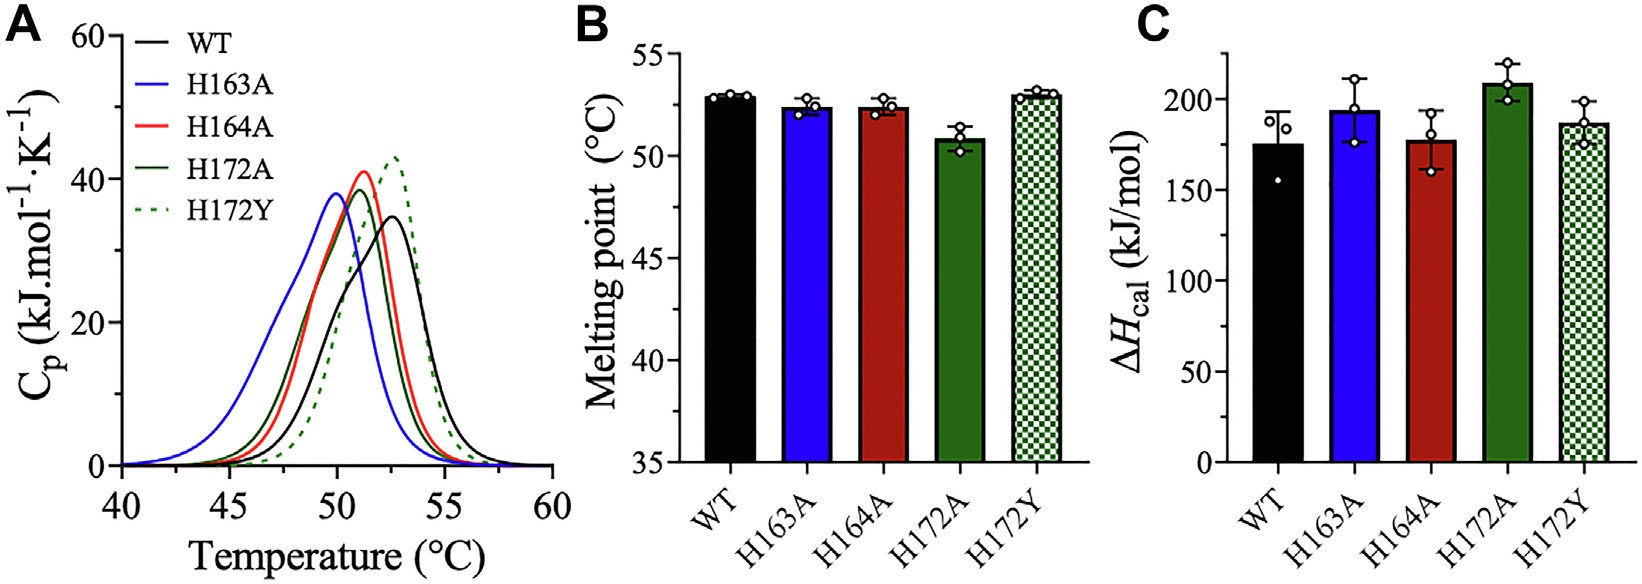 A
60
40
20
0
Cp (kJ.mol-1·K-1)
WT
H163A
H164A
H172A
H172Y
40 45 50 55 60
Temperature (°C)
B
55
50
45
40
35
Melting point (°C)
WT H163A H164A H172A H172Y
C
200
150
100
50
0
ΔHcal (kJ/mol)
WT H163A H164A H172A H172Y